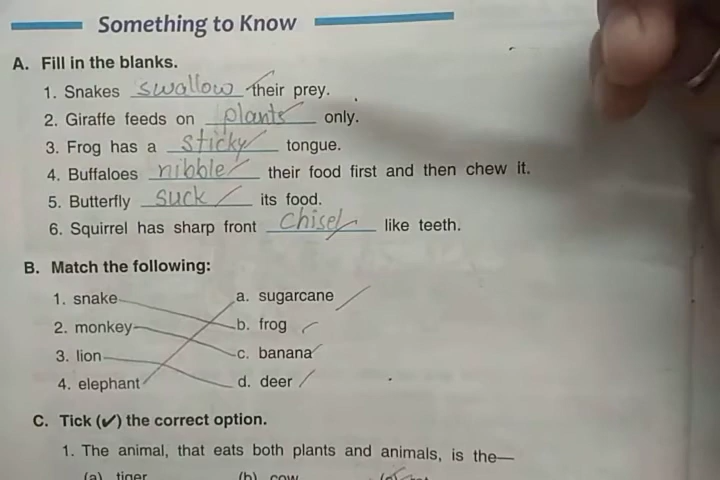 Something to Know
A. Fill in the blanks.
1. Snakes swallow their prey.
2. Giraffe feeds on plants only.
3. Frog has a sticky tongue.
4. Buffaloes nibble their food first and then chew it.
5. Butterfly suck its food.
6. Squirrel has sharp front chisel like teeth.
B. Match the following:
1. snake a. sugarcane
2. monkey b. frog
3. lion c. banana
4. elephant d. deer
C. Tick (✔) the correct option.
1. The animal, that eats both plants and animals, is the—
(a) tiger (b) cow